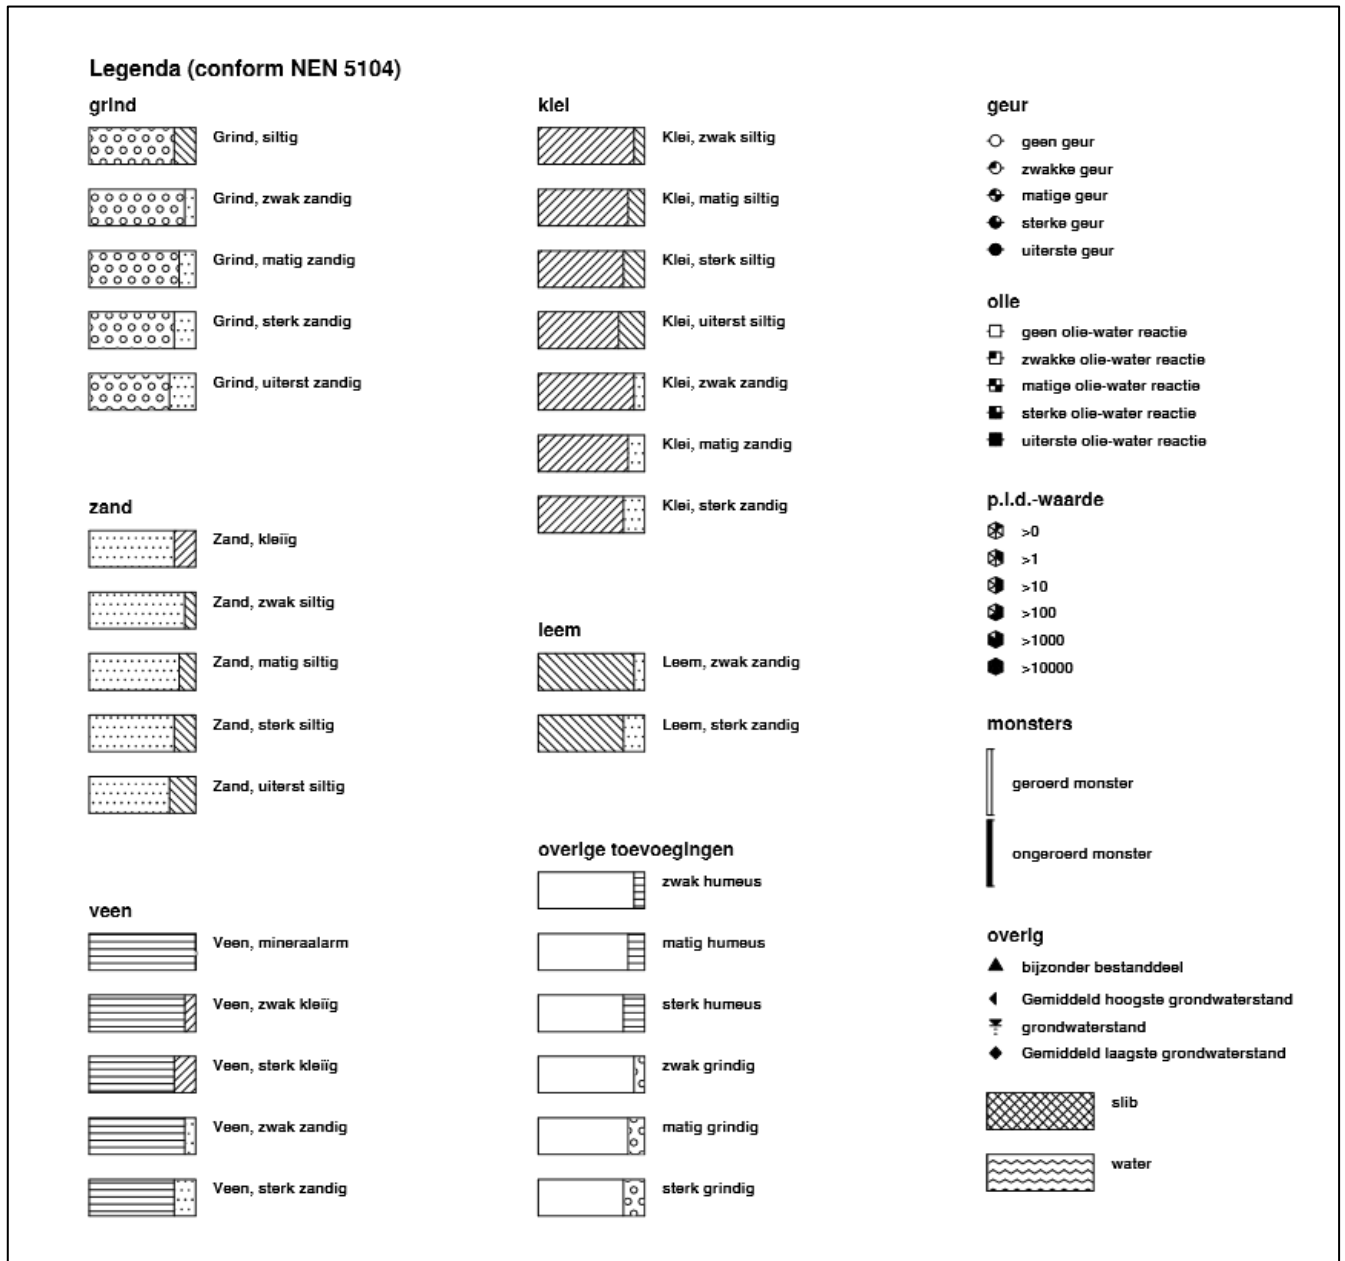 Legenda (conform NEN 5104)
grind
Grind, siltig
Grind, zwak zandig
Grind, matig zandig
Grind, sterk zandig
Grind, uiterst zandig
zand
Zand, kleiïg
Zand, zwak siltig
Zand, matig siltig
Zand, sterk siltig
Zand, uiterst siltig
veen
Veen, mineraalarm
Veen, zwak kleiïg
Veen, sterk kleiïg
Veen, zwak zandig
Veen, sterk zandig
klei
Klei, zwak siltig
Klei, matig siltig
Klei, sterk siltig
Klei, uiterst siltig
Klei, zwak zandig
Klei, matig zandig
Klei, sterk zandig
leem
Leem, zwak zandig
Leem, sterk zandig
overige toevoegingen
zwak humeus
matig humeus
sterk humeus
zwak grindig
matig grindig
sterk grindig
geur
geen geur
zwakke geur
matige geur
sterke geur
uiterste geur
olie
geen olie-water reactie
zwakke olie-water reactie
matige olie-water reactie
sterke olie-water reactie
uiterste olie-water reactie
p.i.d.-waarde
>0
>1
>10
>100
>1000
>10000
monsters
geroerd monster
ongeroerd monster
overig
bijzonder bestanddeel
Gemiddeld hoogste grondwaterstand
grondwaterstand
Gemiddeld laagste grondwaterstand
slib
water